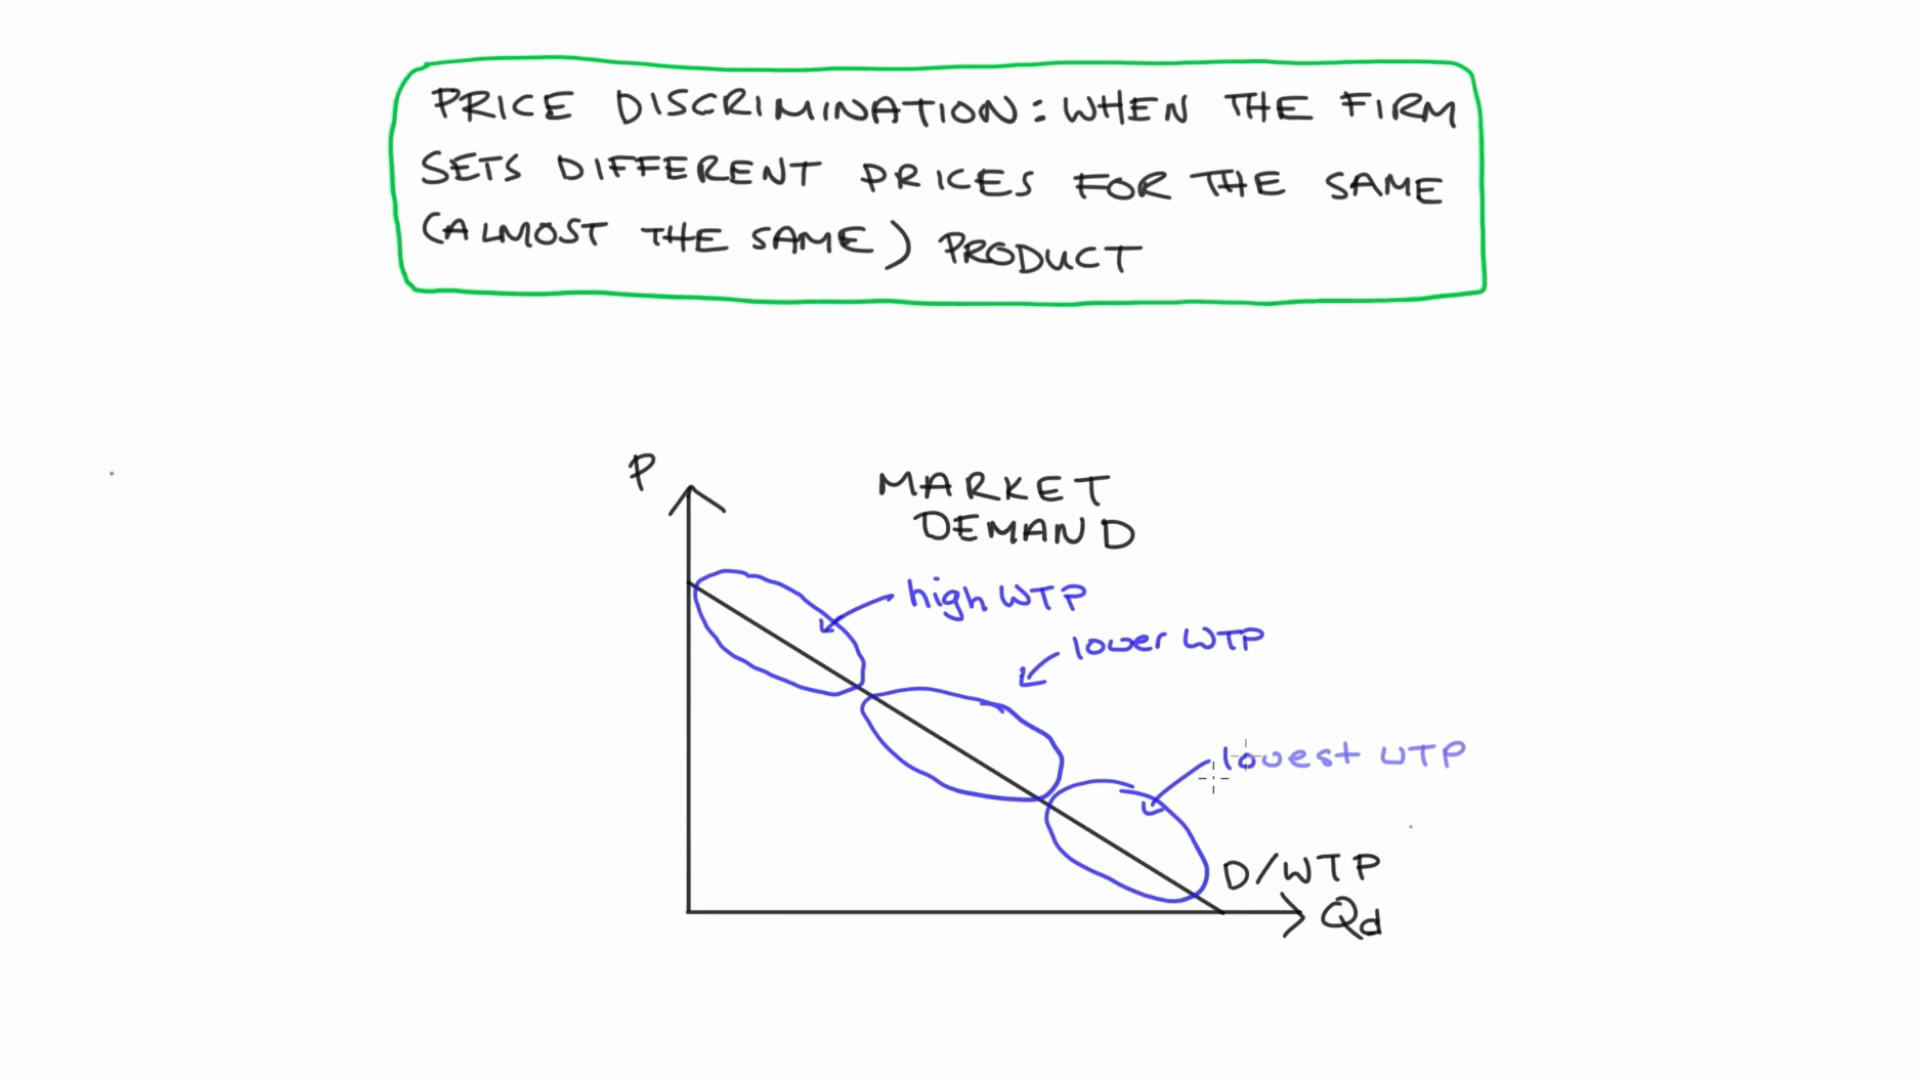 PRICE DISCRIMINATION: WHEN THE FIRM
SETS DIFFERENT PRICES FOR THE SAME
(ALMOST THE SAME) PRODUCT
P
MARKET
DEMAND
high WTP
lower WTP
lowest WTP
D/WTP
Qd